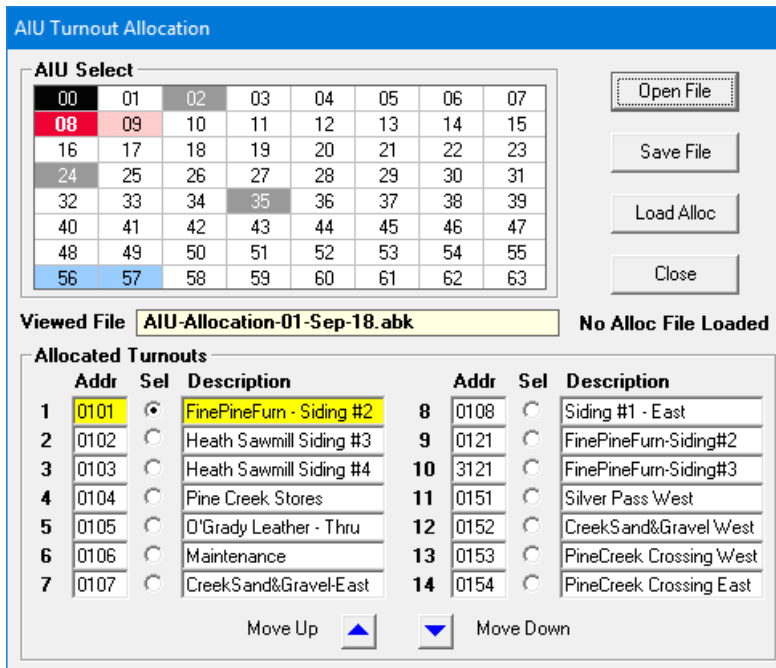 AIU Turnout Allocation
AIU Select
00 01 02 03 04 05 06 07
08 09 10 11 12 13 14 15
16 17 18 19 20 21 22 23
24 25 26 27 28 29 30 31
32 33 34 35 36 37 38 39
40 41 42 43 44 45 46 47
48 49 50 51 52 53 54 55
56 57 58 59 60 61 62 63
Open File
Save File
Load Alloc
Close
Viewed File AIU-Allocation-01-Sep-18.abk No Alloc File Loaded
Allocated Turnouts
Addr Sel Description Addr Sel Description
1 0101 FinePineFurn - Siding #2 8 0108 Siding #1 - East
2 0102 Heath Sawmill Siding #3 9 0121 FinePineFurn-Siding#2
3 0103 Heath Sawmill Siding #4 10 3121 FinePineFurn-Siding#3
4 0104 Pine Creek Stores 11 0151 Silver Pass West
5 0105 O'Grady Leather - Thru 12 0152 CreekSand&Gravel West
6 0106 Maintenance 13 0153 PineCreek Crossing West
7 0107 CreekSand&Gravel-East 14 0154 PineCreek Crossing East
Move Up Move Down